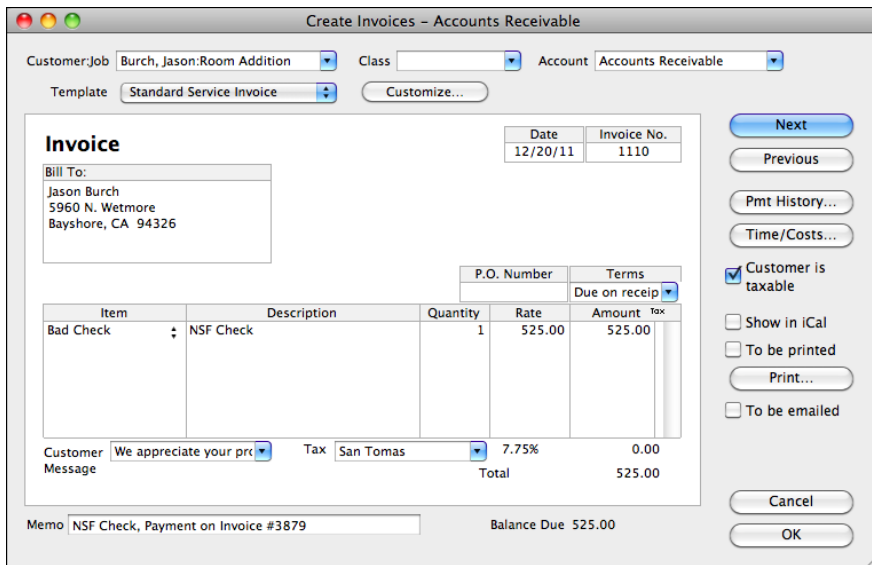 Create Invoices – Accounts Receivable
Customer:Job Burch, Jason:Room Addition Class Account Accounts Receivable
Template Standard Service Invoice Customize...
Invoice
Date Invoice No.
12/20/11 1110
Bill To:
Jason Burch
5960 N. Wetmore
Bayshore, CA 94326
P.O. Number Terms
Due on receip
Item Description Quantity Rate Amount Tax
Bad Check NSF Check 1 525.00 525.00
Customer Message We appreciate your pro Tax San Tomas 7.75% 0.00
Total 525.00
Memo NSF Check, Payment on Invoice #3879 Balance Due 525.00
Next
Previous
Pmt History...
Time/Costs...
Customer is
taxable
Show in iCal
To be printed
Print...
To be emailed
Cancel
OK